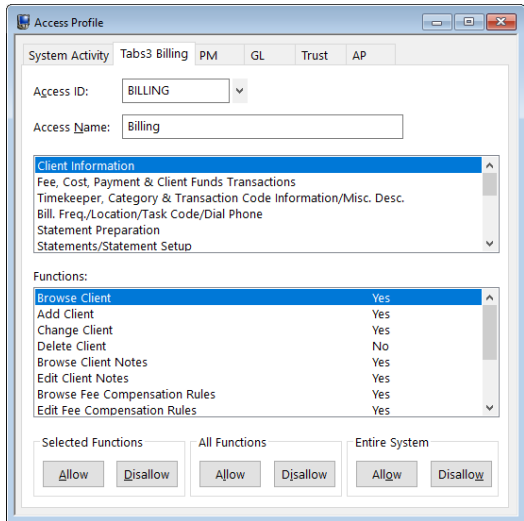 Access Profile
System Activity Tabs3 Billing PM GL Trust AP
Access ID: BILLING
Access Name: Billing
Client Information
Fee, Cost, Payment & Client Funds Transactions
Timekeeper, Category & Transaction Code Information/Misc. Desc.
Bill. Freq./Location/Task Code/Dial Phone
Statement Preparation
Statements/Statement Setup
Functions:
Browse Client Yes
Add Client Yes
Change Client Yes
Delete Client No
Browse Client Notes Yes
Edit Client Notes Yes
Browse Fee Compensation Rules Yes
Edit Fee Compensation Rules Yes
Selected Functions All Functions Entire System
Allow Disallow Allow Disallow Allow Disallow